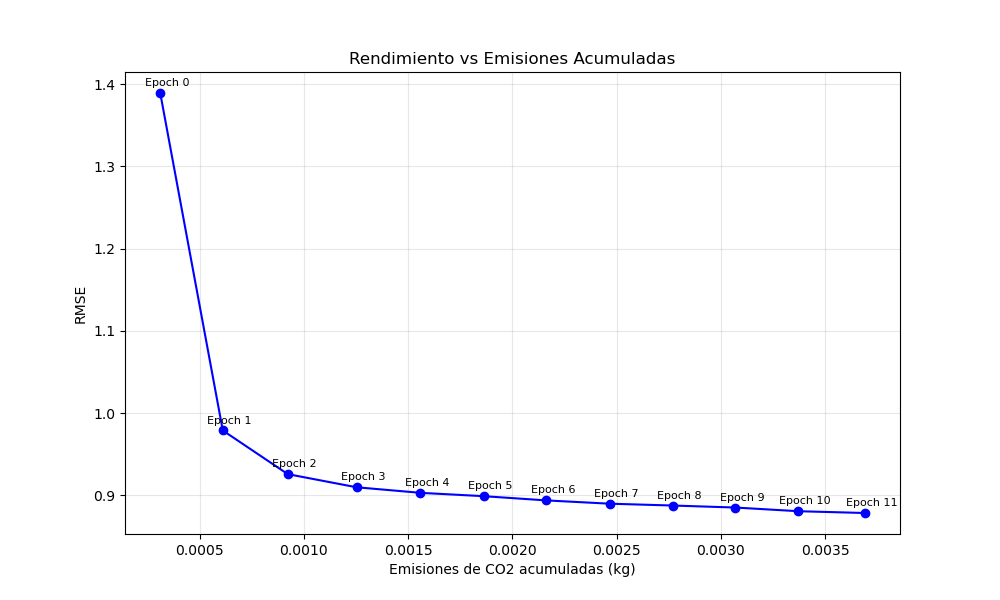 Rendimiento vs Emisiones Acumuladas
RMSE
1.4
1.3
1.2
1.1
1.0
0.9
Epoch 0
Epoch 1
Epoch 2
Epoch 3
Epoch 4
Epoch 5
Epoch 6
Epoch 7
Epoch 8
Epoch 9
Epoch 10
Epoch 11
0.0005 0.0010 0.0015 0.0020 0.0025 0.0030 0.0035
Emisiones de CO2 acumuladas (kg)